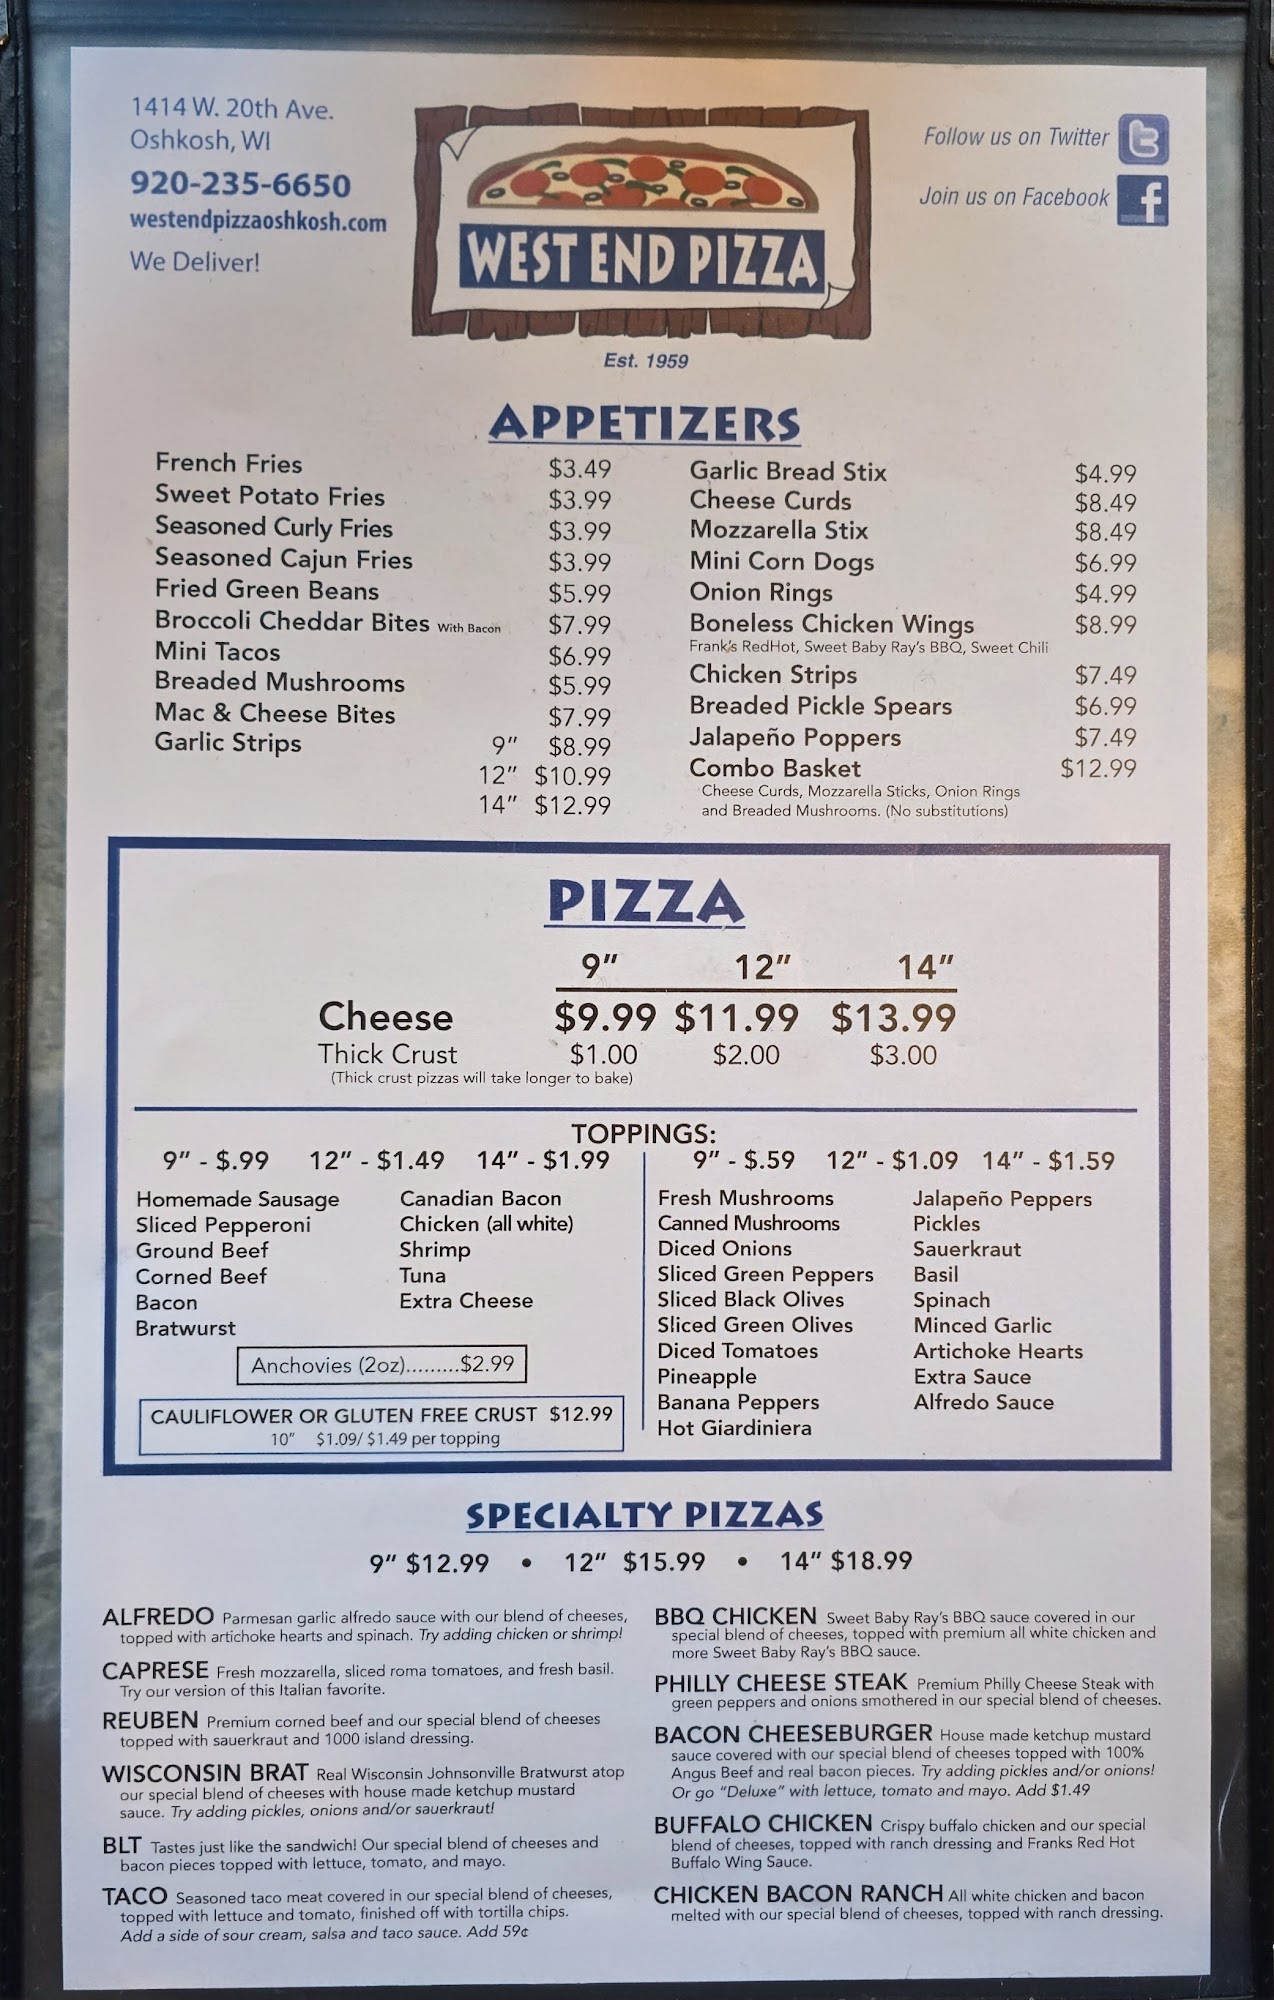 1414 W. 20th Ave.
Oshkosh, WI
920-235-6650
westendpizzaoshkosh.com
We Deliver!
WEST END PIZZA
Est. 1959
Follow us on Twitter t
Join us on Facebook f
APPETIZERS
French Fries $3.49
Sweet Potato Fries $3.99
Seasoned Curly Fries $3.99
Seasoned Cajun Fries $3.99
Fried Green Beans $5.99
Broccoli Cheddar Bites With Bacon $7.99
Mini Tacos $6.99
Breaded Mushrooms $5.99
Mac & Cheese Bites $7.99
Garlic Strips 9" $8.99
12" $10.99
14" $12.99
Garlic Bread Stix $4.99
Cheese Curds $8.49
Mozzarella Stix $8.49
Mini Corn Dogs $6.99
Onion Rings $4.99
Boneless Chicken Wings $8.99
Frank's RedHot, Sweet Baby Ray's BBQ, Sweet Chili
Chicken Strips $7.49
Breaded Pickle Spears $6.99
Jalapeño Poppers $7.49
Combo Basket $12.99
Cheese Curds, Mozzarella Sticks, Onion Rings
and Breaded Mushrooms. (No substitutions)
PIZZA
9" 12" 14"
Cheese $9.99 $11.99 $13.99
Thick Crust $1.00 $2.00 $3.00
(Thick crust pizzas will take longer to bake)
TOPPINGS:
9" - $.99 12" - $1.49 14" - $1.99
Homemade Sausage
Sliced Pepperoni
Ground Beef
Corned Beef
Bacon
Bratwurst
Canadian Bacon
Chicken (all white)
Shrimp
Tuna
Extra Cheese
Anchovies (2oz).........$2.99
CAULIFLOWER OR GLUTEN FREE CRUST $12.99
10" $1.09/ $1.49 per topping
9" - $.59 12" - $1.09 14" - $1.59
Fresh Mushrooms
Canned Mushrooms
Diced Onions
Sliced Green Peppers
Sliced Black Olives
Sliced Green Olives
Diced Tomatoes
Pineapple
Banana Peppers
Hot Giardiniera
Jalapeño Peppers
Pickles
Sauerkraut
Basil
Spinach
Minced Garlic
Artichoke Hearts
Extra Sauce
Alfredo Sauce
SPECIALTY PIZZAS
9" $12.99 • 12" $15.99 • 14" $18.99
ALFREDO Parmesan garlic alfredo sauce with our blend of cheeses,
topped with artichoke hearts and spinach. Try adding chicken or shrimp!
CAPRESE Fresh mozzarella, sliced roma tomatoes, and fresh basil.
Try our version of this Italian favorite.
REUBEN Premium corned beef and our special blend of cheeses
topped with sauerkraut and 1000 island dressing.
WISCONSIN BRAT Real Wisconsin Johnsonville Bratwurst atop
our special blend of cheeses with house made ketchup mustard
sauce. Try adding pickles, onions and/or sauerkraut!
BLT Tastes just like the sandwich! Our special blend of cheeses and
bacon pieces topped with lettuce, tomato, and mayo.
TACO Seasoned taco meat covered in our special blend of cheeses,
topped with lettuce and tomato, finished off with tortilla chips.
Add a side of sour cream, salsa and taco sauce. Add 59¢
BBQ CHICKEN Sweet Baby Ray's BBQ sauce covered in our
special blend of cheeses, topped with premium all white chicken and
more Sweet Baby Ray's BBQ sauce.
PHILLY CHEESE STEAK Premium Philly Cheese Steak with
green peppers and onions smothered in our special blend of cheeses.
BACON CHEESEBURGER House made ketchup mustard
sauce covered with our special blend of cheeses topped with 100%
Angus Beef and real bacon pieces. Try adding pickles and/or onions!
Or go "Deluxe" with lettuce, tomato and mayo. Add $1.49
BUFFALO CHICKEN Crispy buffalo chicken and our special
blend of cheeses, topped with ranch dressing and Franks Red Hot
Buffalo Wing Sauce.
CHICKEN BACON RANCH All white chicken and bacon
melted with our special blend of cheeses, topped with ranch dressing.